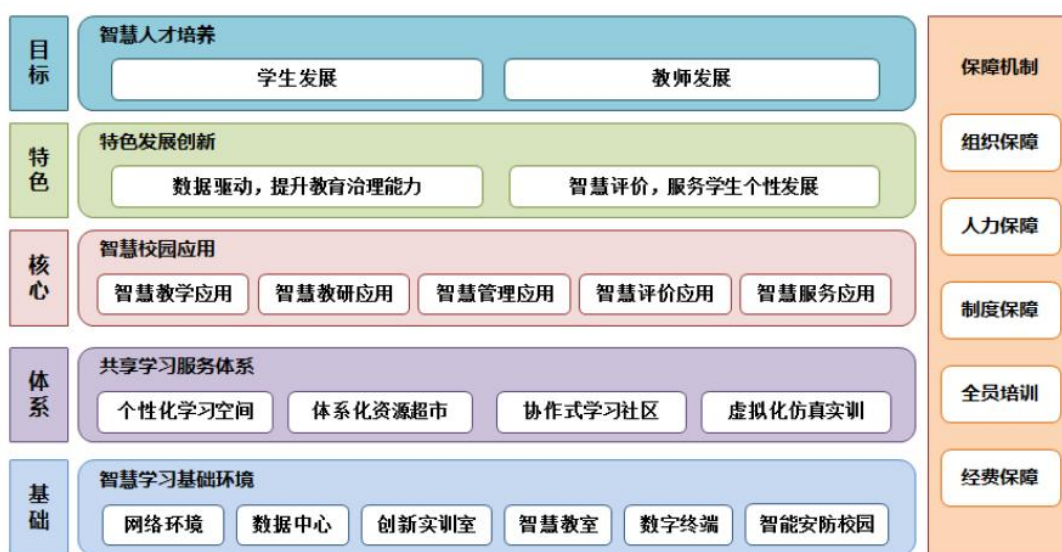 目标
智慧人才培养
学生发展
教师发展
特色
特色发展创新
数据驱动，提升教育治理能力
智慧评价，服务学生个性发展
核心
智慧校园应用
智慧教学应用
智慧教研应用
智慧管理应用
智慧评价应用
智慧服务应用
体系
共享学习服务体系
个性化学习空间
体系化资源超市
协作式学习社区
虚拟化仿真实训
基础
智慧学习基础环境
网络环境
数据中心
创新实训室
智慧教室
数字终端
智能安防校园
保障机制
组织保障
人力保障
制度保障
全员培训
经费保障